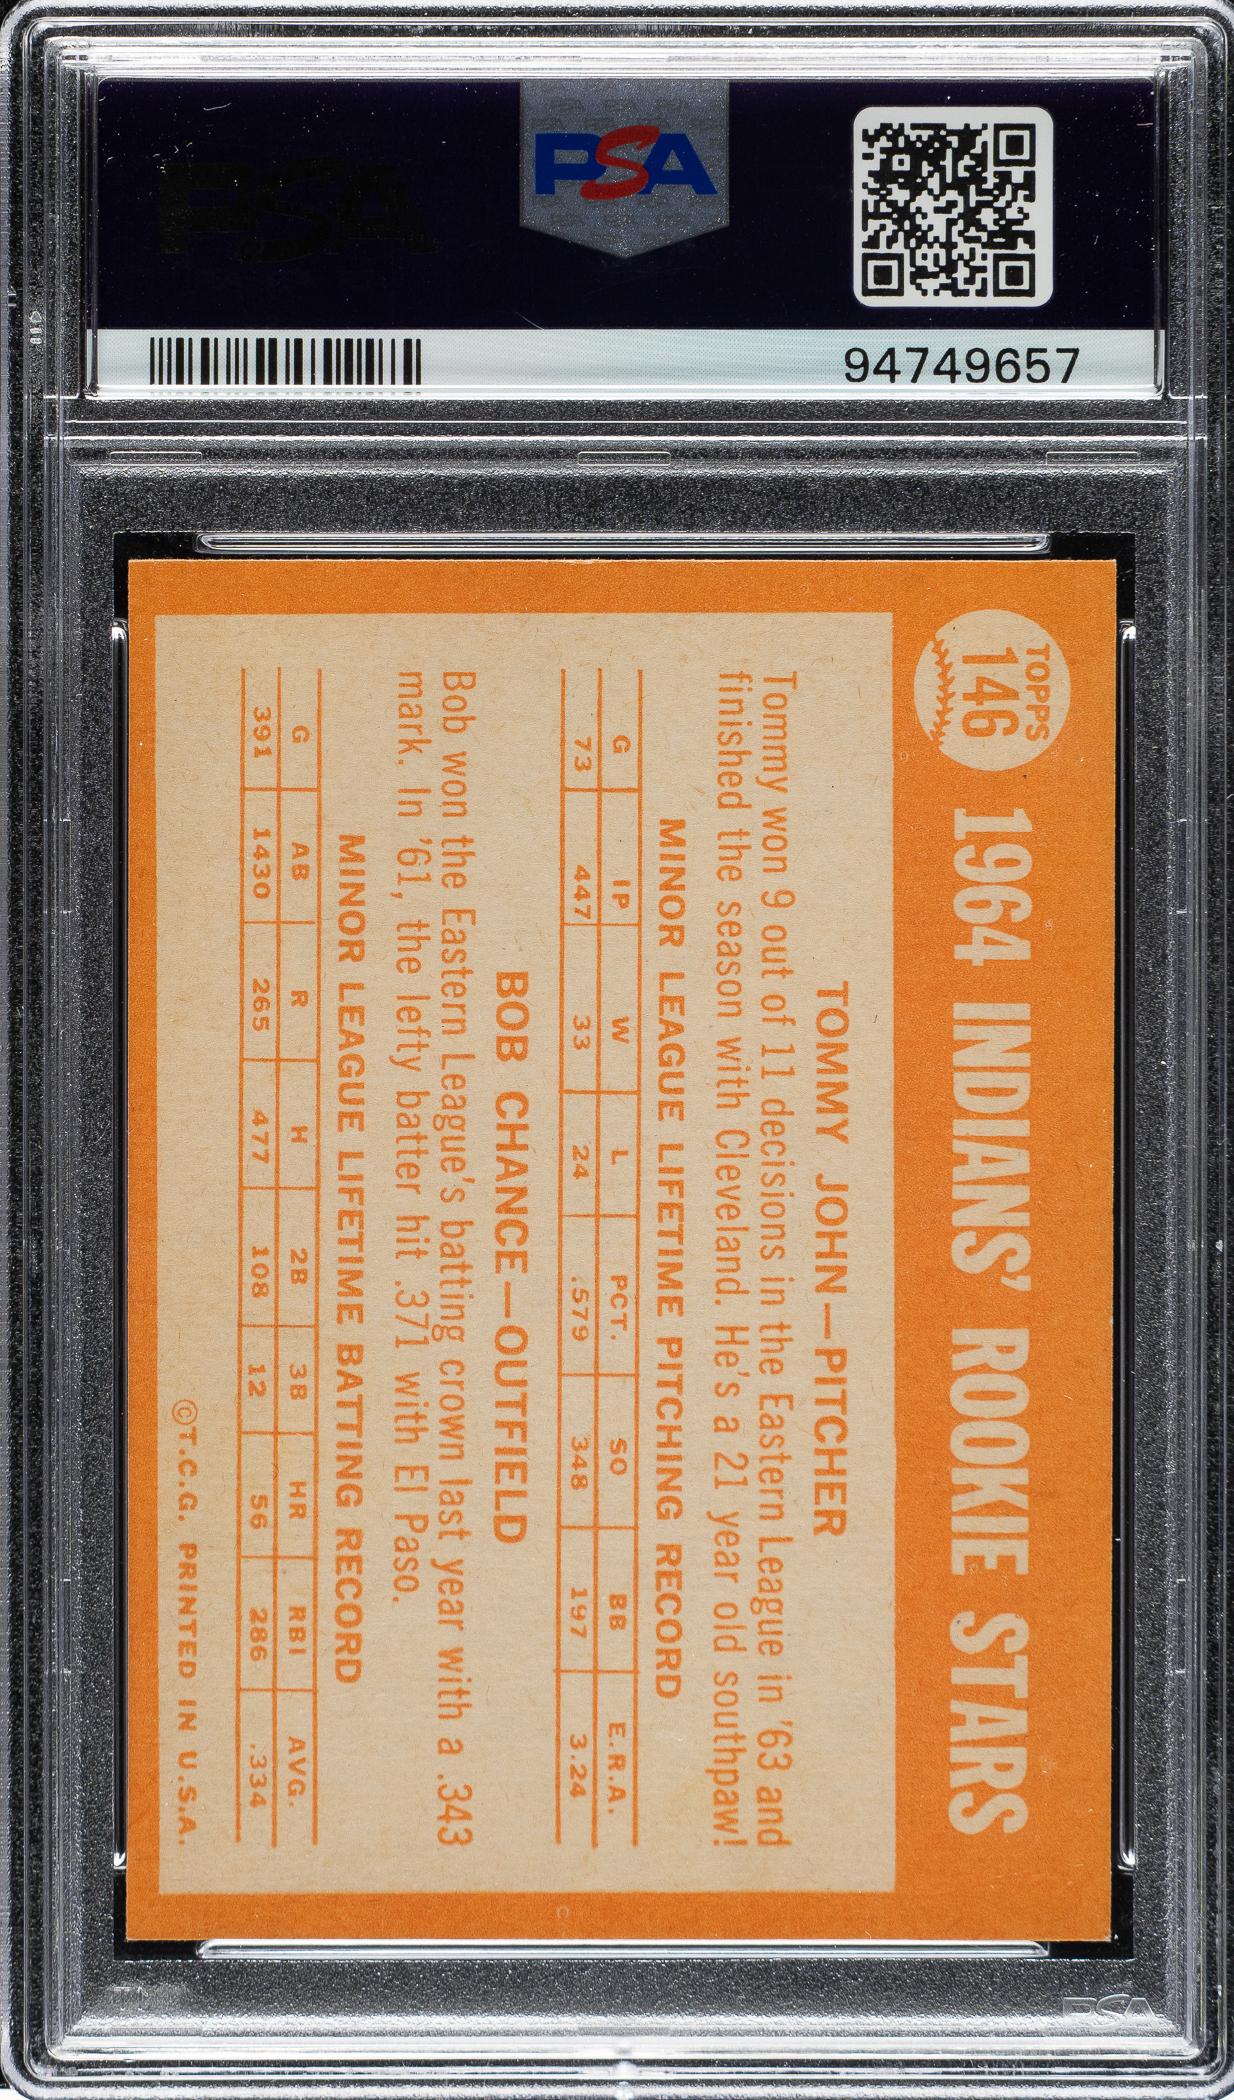 PSA
PSA
94749657
TOPPS
146
1964 INDIANS' ROOKIE STARS
TOMMY JOHN—PITCHER
Tommy won 9 out of 11 decisions in the Eastern League in '63 and
finished the season with Cleveland. He's a 21 year old southpaw!
MINOR LEAGUE LIFETIME PITCHING RECORD
G IP W L PCT. SO BB E.R.A.
73 447 33 24 .579 348 197 3.24
BOB CHANCE—OUTFIELD
Bob won the Eastern League's batting crown last year with a .343
mark. In '61, the lefty batter hit .371 with El Paso.
MINOR LEAGUE LIFETIME BATTING RECORD
G AB R H 2B 3B HR RBI AVG.
391 1430 265 477 108 12 56 286 .334
©T.C.G. PRINTED IN U.S.A.
PSA